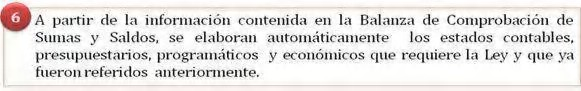 6 A partir de la información contenida en la Balanza de Comprobación de
Sumas y Saldos, se elaboran automáticamente los estados contables,
presupuestarios, programáticos y económicos que requiere la Ley y que ya
fueron referidos anteriormente.